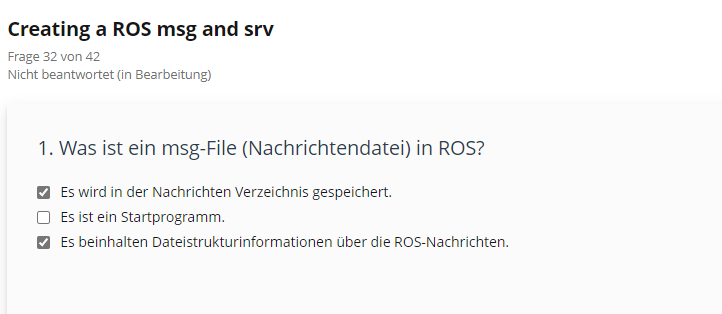 Creating a ROS msg and srv
Frage 32 von 42
Nicht beantwortet (in Bearbeitung)
1. Was ist ein msg-File (Nachrichtendatei) in ROS?
Es wird in der Nachrichten Verzeichnis gespeichert.
Es ist ein Startprogramm.
Es beinhalten Dateistrukturinformationen über die ROS-Nachrichten.